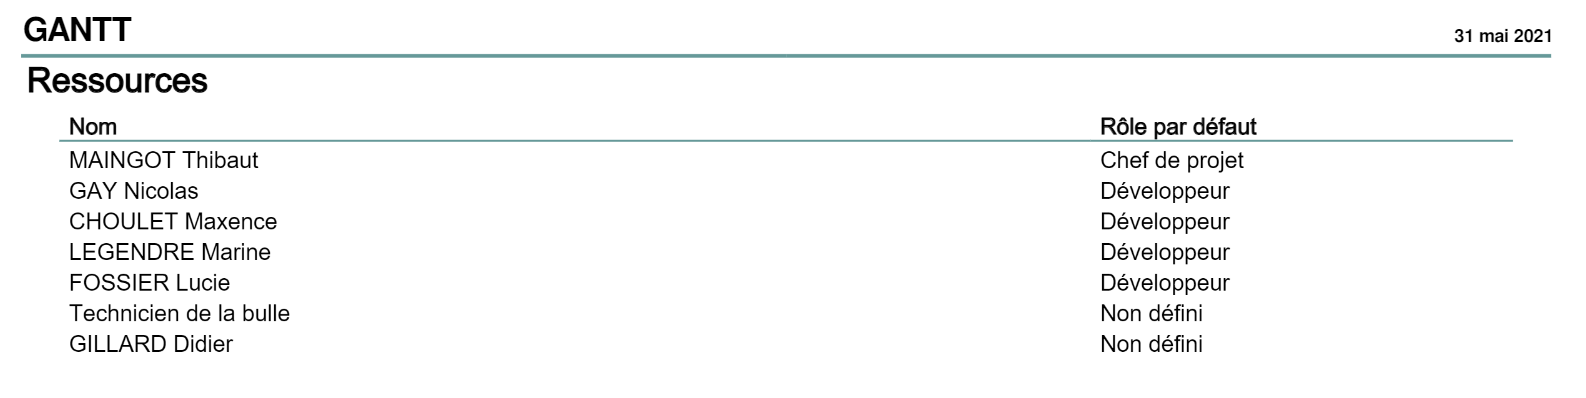 GANTT
31 mai 2021
Ressources
Nom Rôle par défaut
MAINGOT Thibaut Chef de projet
GAY Nicolas Développeur
CHOULET Maxence Développeur
LEGENDRE Marine Développeur
FOSSIER Lucie Développeur
Technicien de la bulle Non défini
GILLARD Didier Non défini